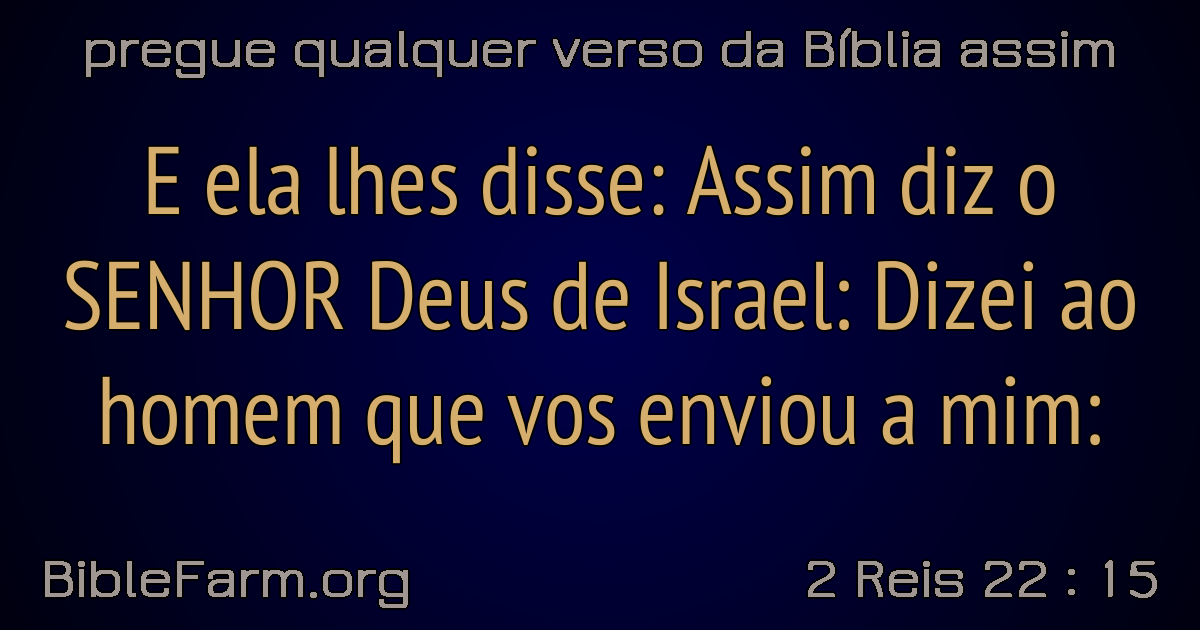 pregue qualquer verso da Bíblia assim
E ela lhes disse: Assim diz o
SENHOR Deus de Israel: Dizei ao
homem que vos enviou a mim:
BibleFarm.org
2 Reis 22 : 15